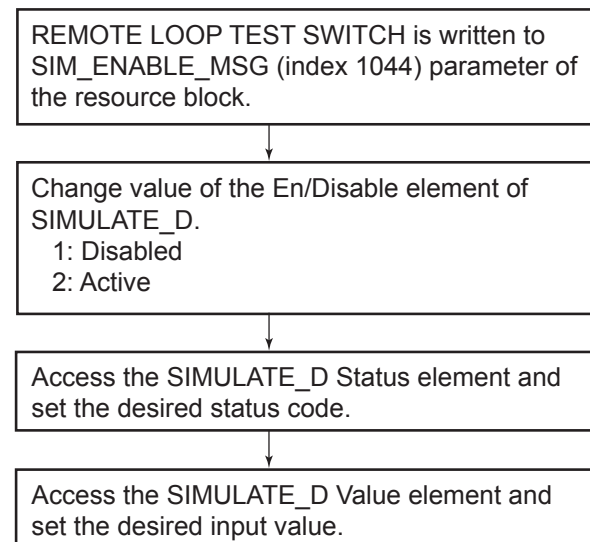 REMOTE LOOP TEST SWITCH is written to
SIM_ENABLE_MSG (index 1044) parameter of
the resource block.
Change value of the En/Disable element of
SIMULATE_D.
1: Disabled
2: Active
Access the SIMULATE_D Status element and
set the desired status code.
Access the SIMULATE_D Value element and
set the desired input value.